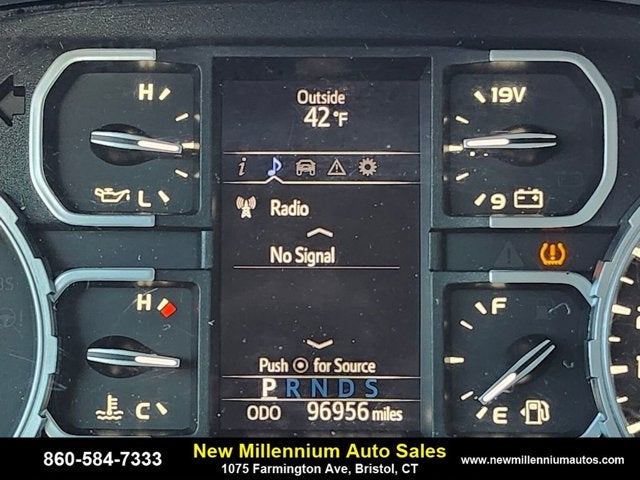 H
L
Outside
42°F
i
Radio
No Signal
Push ⊙ for Source
P R N D S
ODO 96956 miles
19V
9
H
C
F
E
860-584-7333
New Millennium Auto Sales
1075 Farmington Ave, Bristol, CT
www.newmillenniumautos.com